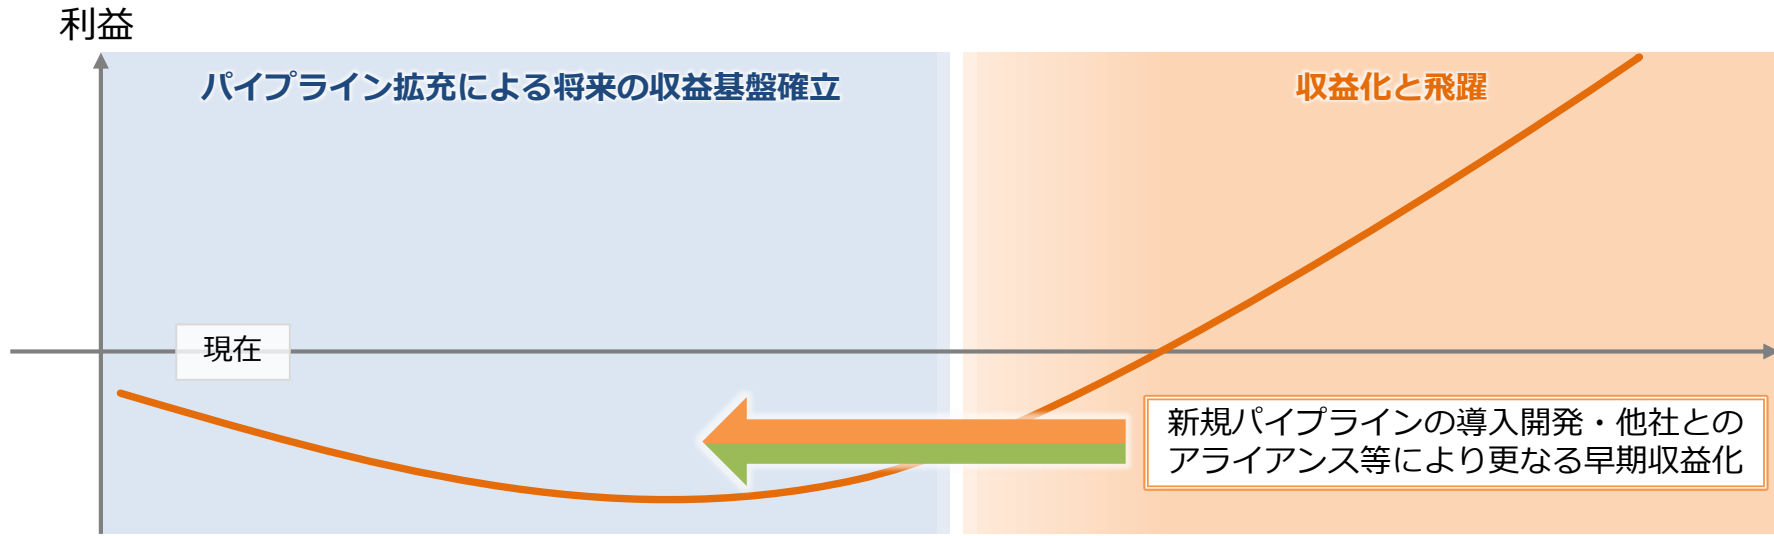 利益
パイプライン拡充による将来の収益基盤確立
収益化と飛躍
現在
新規パイプラインの導入開発・他社との
アライアンス等により更なる早期収益化